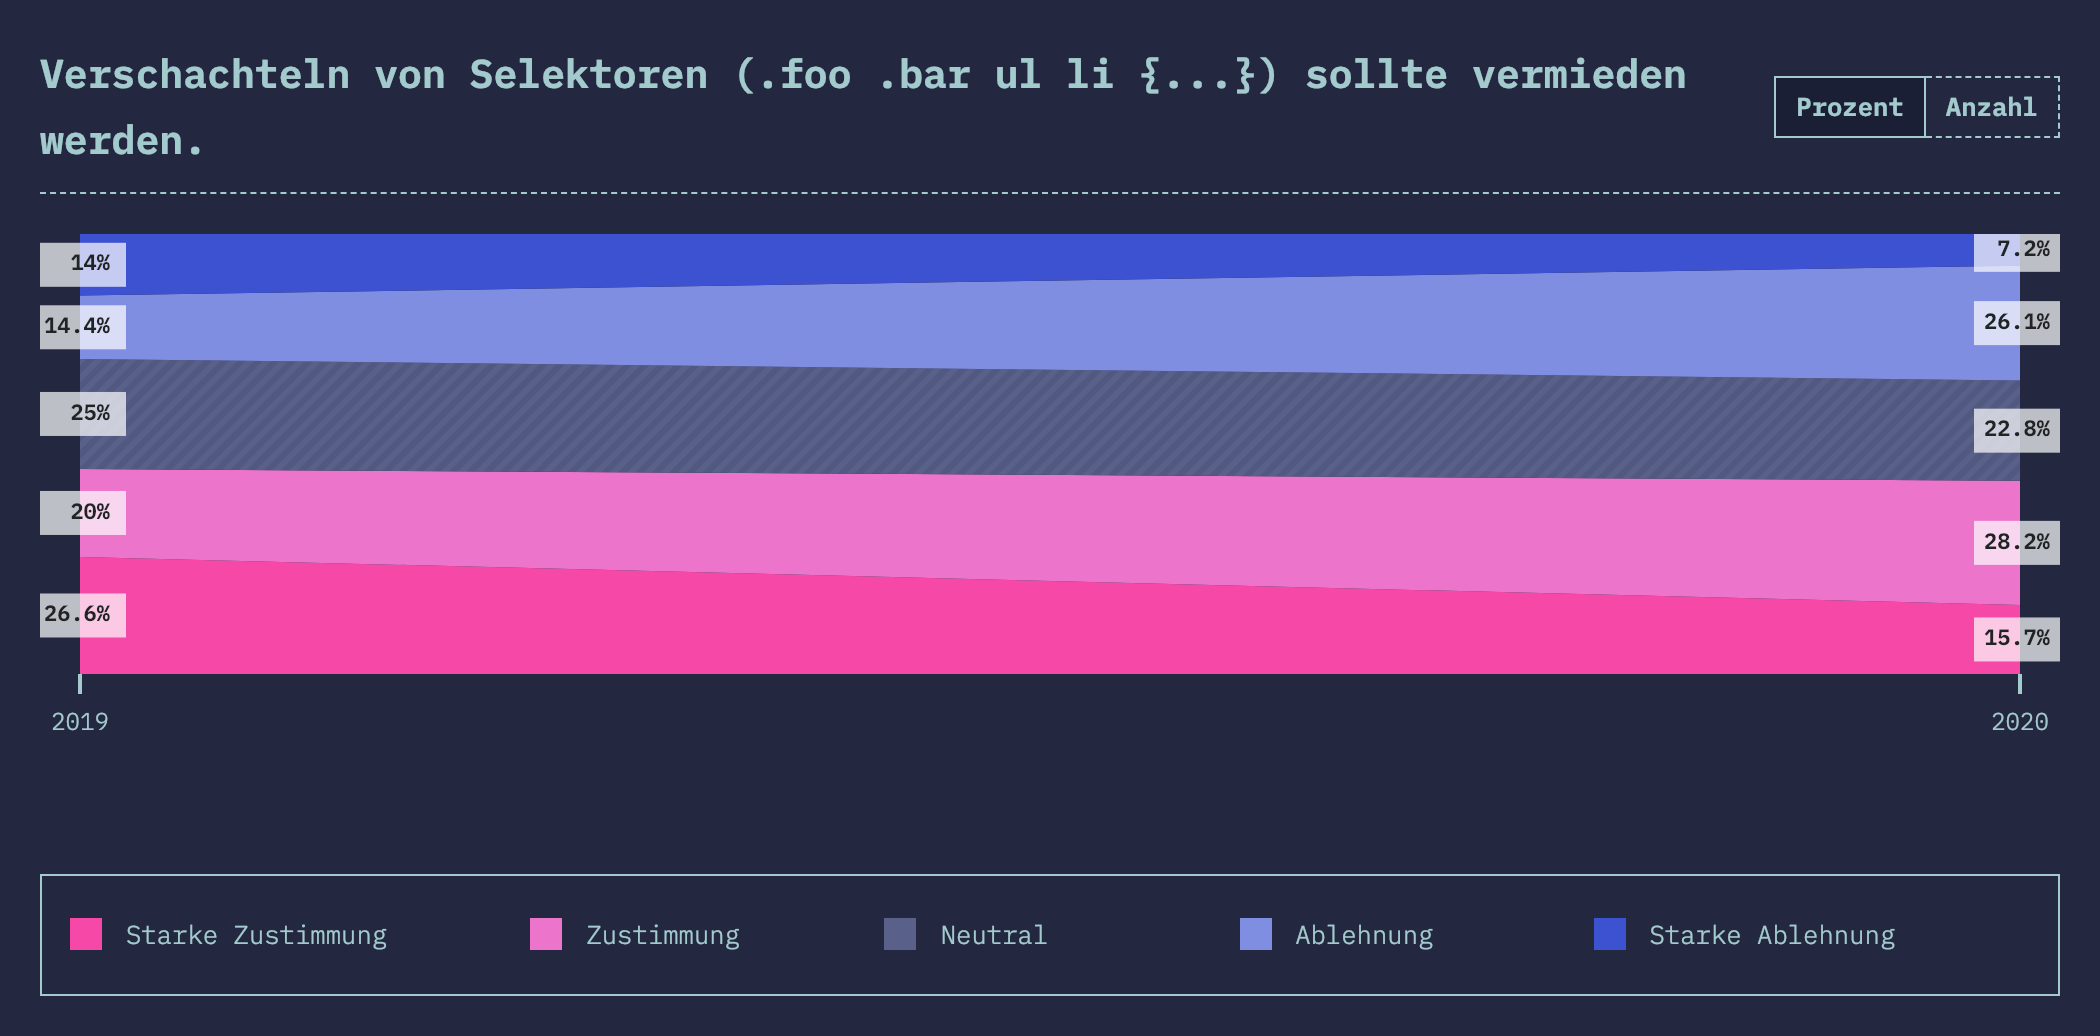 Verschachteln von Selektoren (.foo .bar ul li {...}) sollte vermieden
werden.
Prozent Anzahl
14% 7.2%
14.4% 26.1%
25% 22.8%
20% 28.2%
26.6% 15.7%
2019 2020
Starke Zustimmung Zustimmung Neutral Ablehnung Starke Ablehnung